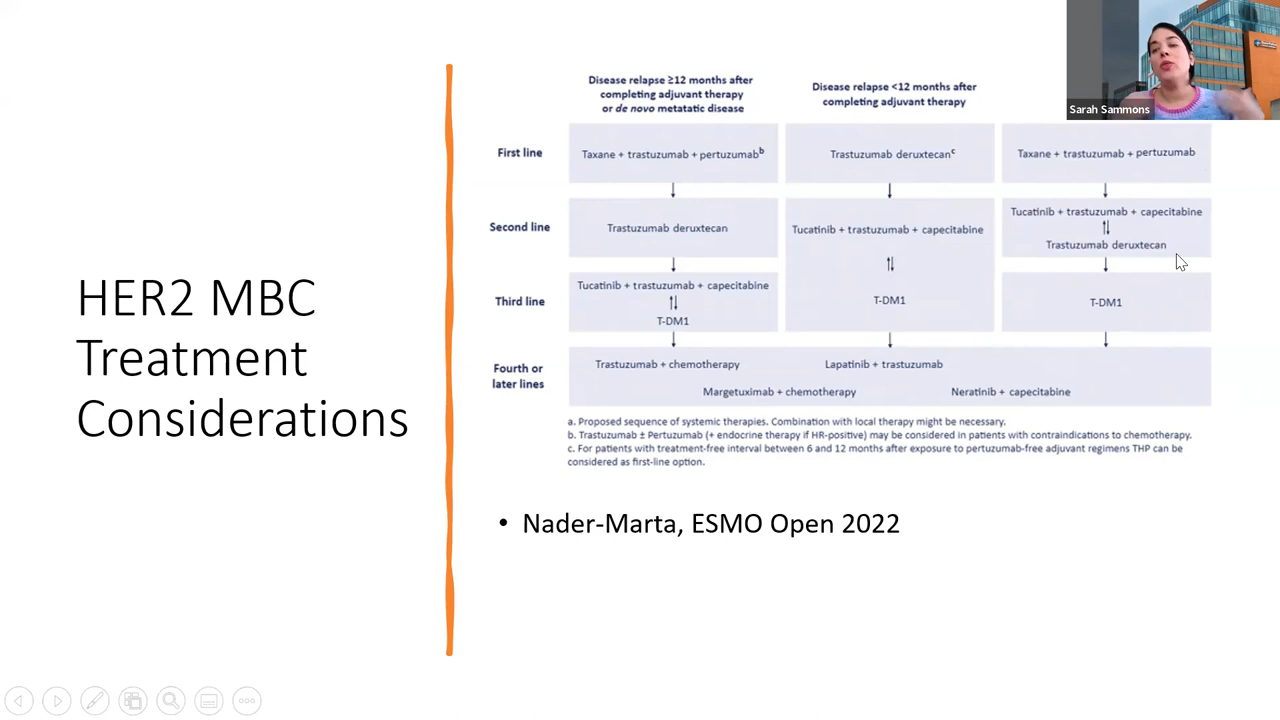 Sarah Sammons
HER2 MBC
Treatment
Considerations
Disease relapse ≥12 months after
completing adjuvant therapy
or de novo metatatic disease
Disease relapse <12 months after
completing adjuvant therapy
First line
Taxane + trastuzumab + pertuzumabᵇ
Trastuzumab deruxtecanᶜ
Taxane + trastuzumab + pertuzumab
Second line
Trastuzumab deruxtecan
Tucatinib + trastuzumab + capecitabine
Tucatinib + trastuzumab + capecitabine
Trastuzumab deruxtecan
Third line
Tucatinib + trastuzumab + capecitabine
T-DM1
T-DM1
T-DM1
Fourth or
later lines
Trastuzumab + chemotherapy
Lapatinib + trastuzumab
Margetuximab + chemotherapy
Neratinib + capecitabine
a. Proposed sequence of systemic therapies. Combination with local therapy might be necessary.
b. Trastuzumab ± Pertuzumab (+ endocrine therapy if HR-positive) may be considered in patients with contraindications to chemotherapy.
c. For patients with treatment-free interval between 6 and 12 months after exposure to pertuzumab-free adjuvant regimens THP can be
considered as first-line option.
• Nader-Marta, ESMO Open 2022